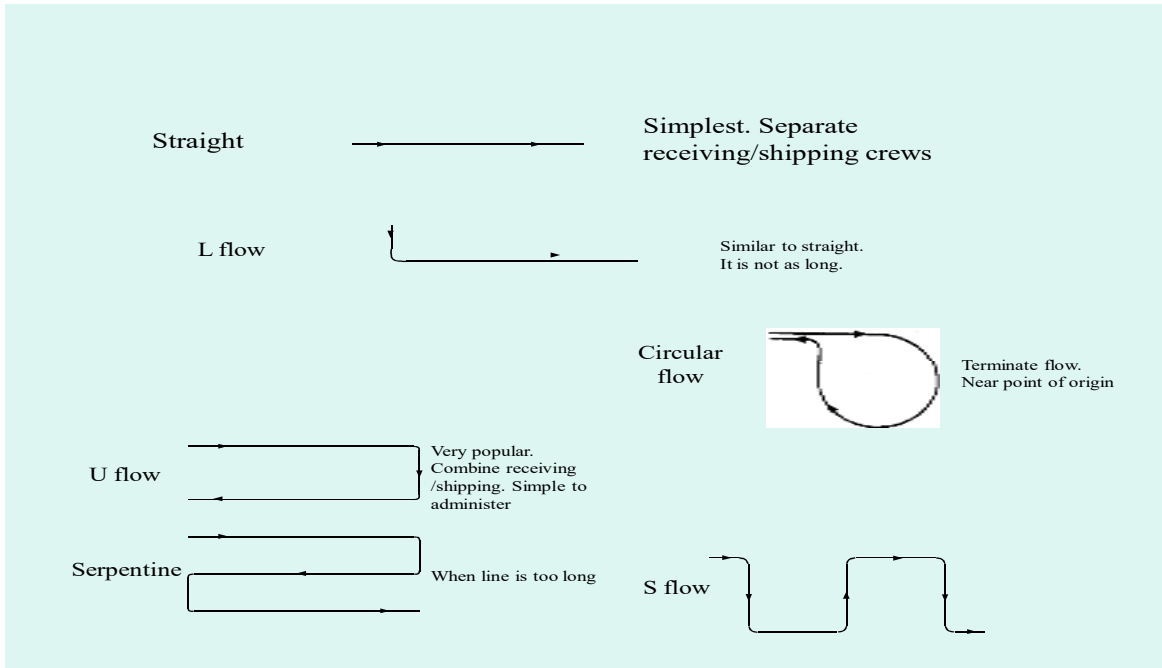 Straight
Simplest. Separate
receiving/shipping crews
L flow
Similar to straight.
It is not as long.
Circular
flow
Terminate flow.
Near point of origin
U flow
Very popular.
Combine receiving
/shipping. Simple to
administer
Serpentine
When line is too long
S flow